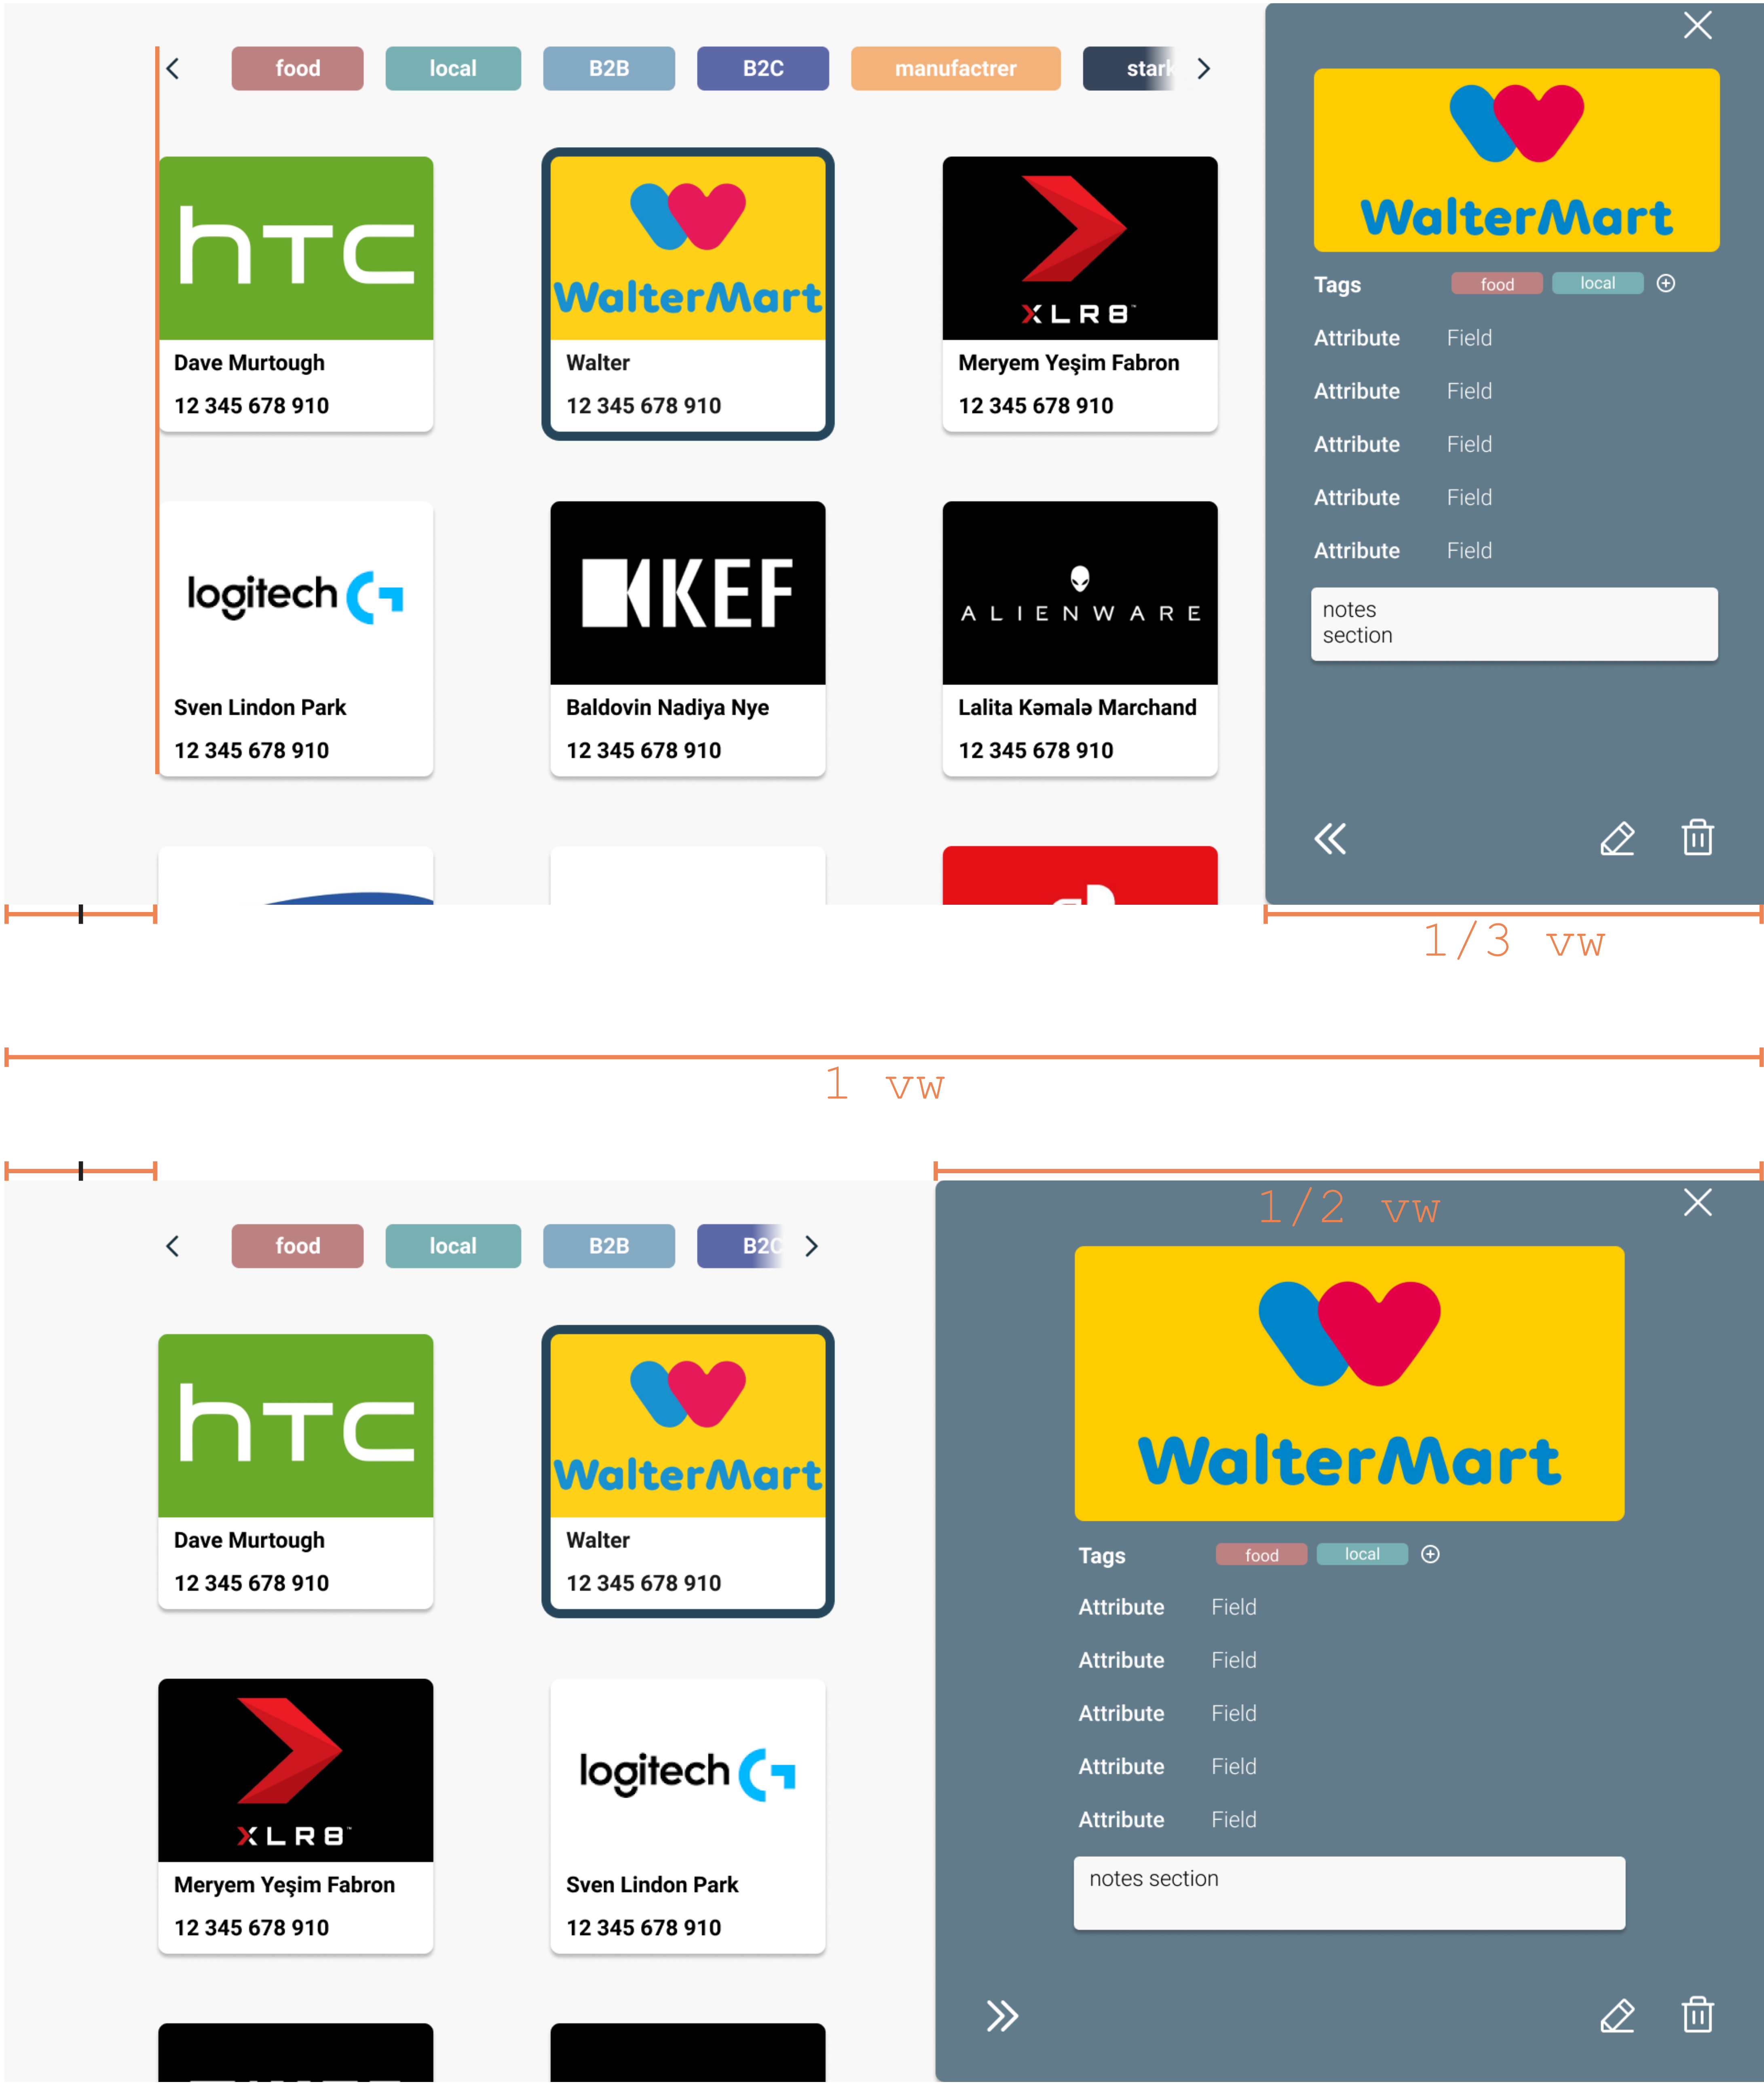 food local B2B B2C manufactrer stark
hTC
WalterMart
XLR8™
WalterMart
Dave Murtough
12 345 678 910
Walter
12 345 678 910
Meryem Yeşim Fabron
12 345 678 910
Tags food local
Attribute Field
Attribute Field
Attribute Field
Attribute Field
Attribute Field
notes
section
logitech G
KEF
ALIENWARE
Sven Lindon Park
12 345 678 910
Baldovin Nadiya Nye
12 345 678 910
Lalita Kəmalə Marchand
12 345 678 910
1/3 vw
1 vw
1/2 vw
food local B2B B2C
hTC
WalterMart
Dave Murtough
12 345 678 910
Walter
12 345 678 910
XLR8™
logitech G
Meryem Yeşim Fabron
12 345 678 910
Sven Lindon Park
12 345 678 910
WalterMart
Tags food local
Attribute Field
Attribute Field
Attribute Field
Attribute Field
Attribute Field
notes section